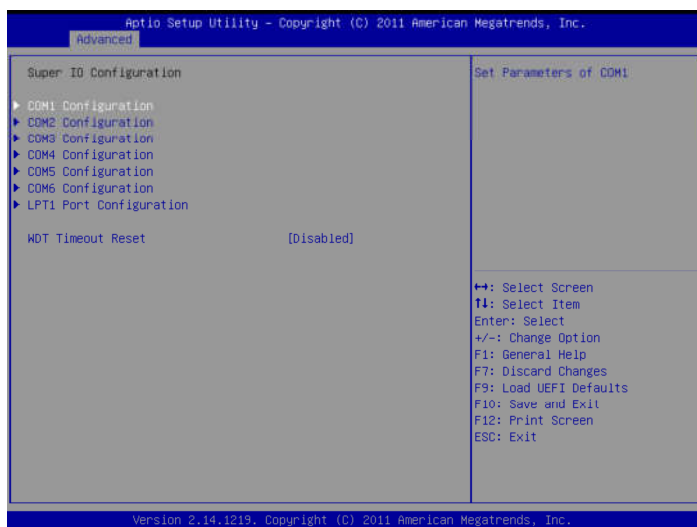 Aptio Setup Utility – Copyright (C) 2011 American Megatrends, Inc.
Advanced
Super IO Configuration
Set Parameters of COM1
▶ COM1 Configuration
▶ COM2 Configuration
▶ COM3 Configuration
▶ COM4 Configuration
▶ COM5 Configuration
▶ COM6 Configuration
▶ LPT1 Port Configuration
WDT Timeout Reset [Disabled]
↔: Select Screen
↑↓: Select Item
Enter: Select
+/-: Change Option
F1: General Help
F7: Discard Changes
F9: Load UEFI Defaults
F10: Save and Exit
F12: Print Screen
ESC: Exit
Version 2.14.1219. Copyright (C) 2011 American Megatrends, Inc.